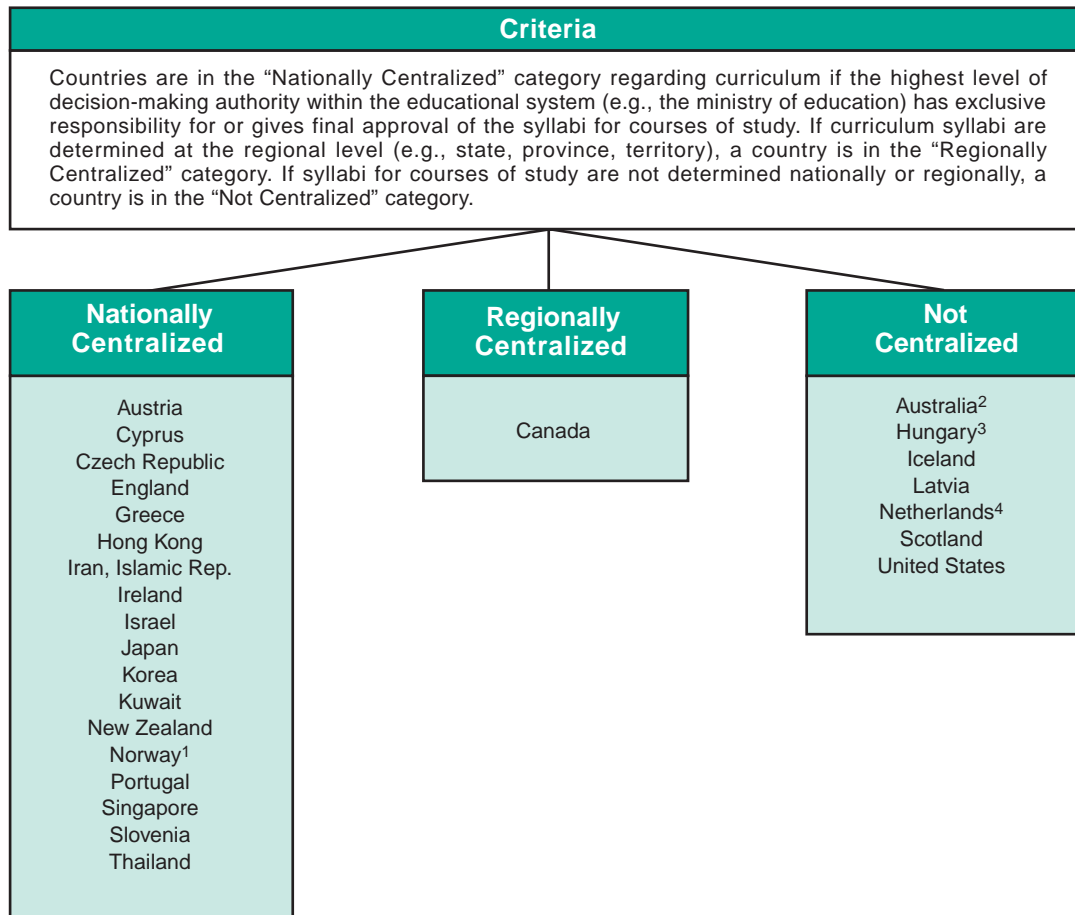 Criteria
Countries are in the “Nationally Centralized” category regarding curriculum if the highest level of
decision-making authority within the educational system (e.g., the ministry of education) has exclusive
responsibility for or gives final approval of the syllabi for courses of study. If curriculum syllabi are
determined at the regional level (e.g., state, province, territory), a country is in the “Regionally
Centralized” category. If syllabi for courses of study are not determined nationally or regionally, a
country is in the “Not Centralized” category.
Nationally
Centralized
Austria
Cyprus
Czech Republic
England
Greece
Hong Kong
Iran, Islamic Rep.
Ireland
Israel
Japan
Korea
Kuwait
New Zealand
Norway1
Portugal
Singapore
Slovenia
Thailand
Regionally
Centralized
Canada
Not
Centralized
Australia2
Hungary3
Iceland
Latvia
Netherlands4
Scotland
United States